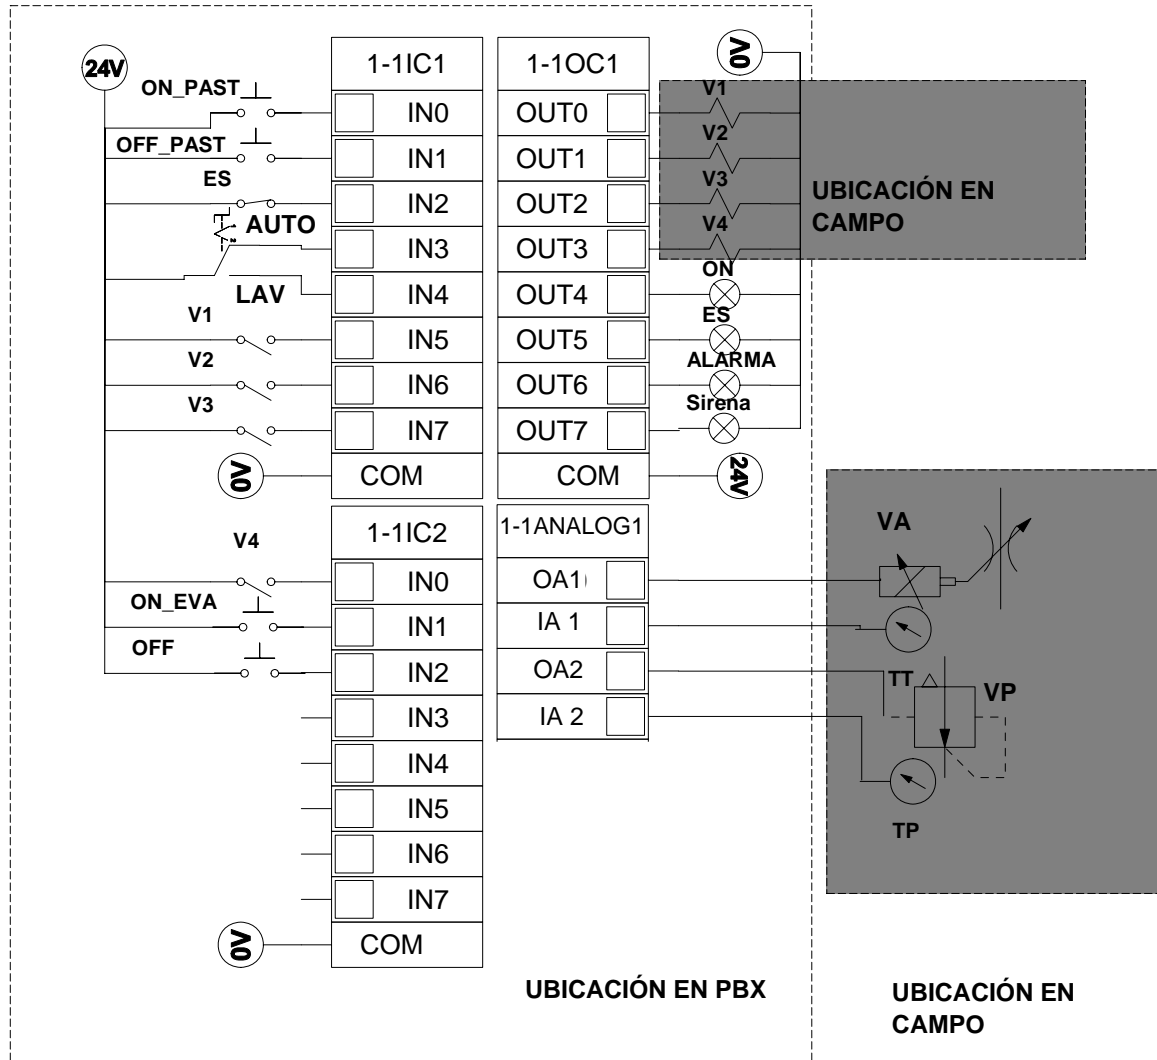 24V
ON_PAST
OFF_PAST
ES
AUTO
LAV
V1
V2
V3
0V
1-1IC1
IN0
IN1
IN2
IN3
IN4
IN5
IN6
IN7
COM
1-1OC1
OUT0
OUT1
OUT2
OUT3
OUT4
OUT5
OUT6
OUT7
COM
0V
V1
V2
V3
V4
ON
ES
ALARMA
Sirena
24V
UBICACIÓN EN
CAMPO
V4
ON_EVA
OFF
0V
1-1IC2
IN0
IN1
IN2
IN3
IN4
IN5
IN6
IN7
COM
1-1ANALOG1
OA1
IA 1
OA2
IA 2
VA
TT
VP
TP
UBICACIÓN EN PBX
UBICACIÓN EN
CAMPO